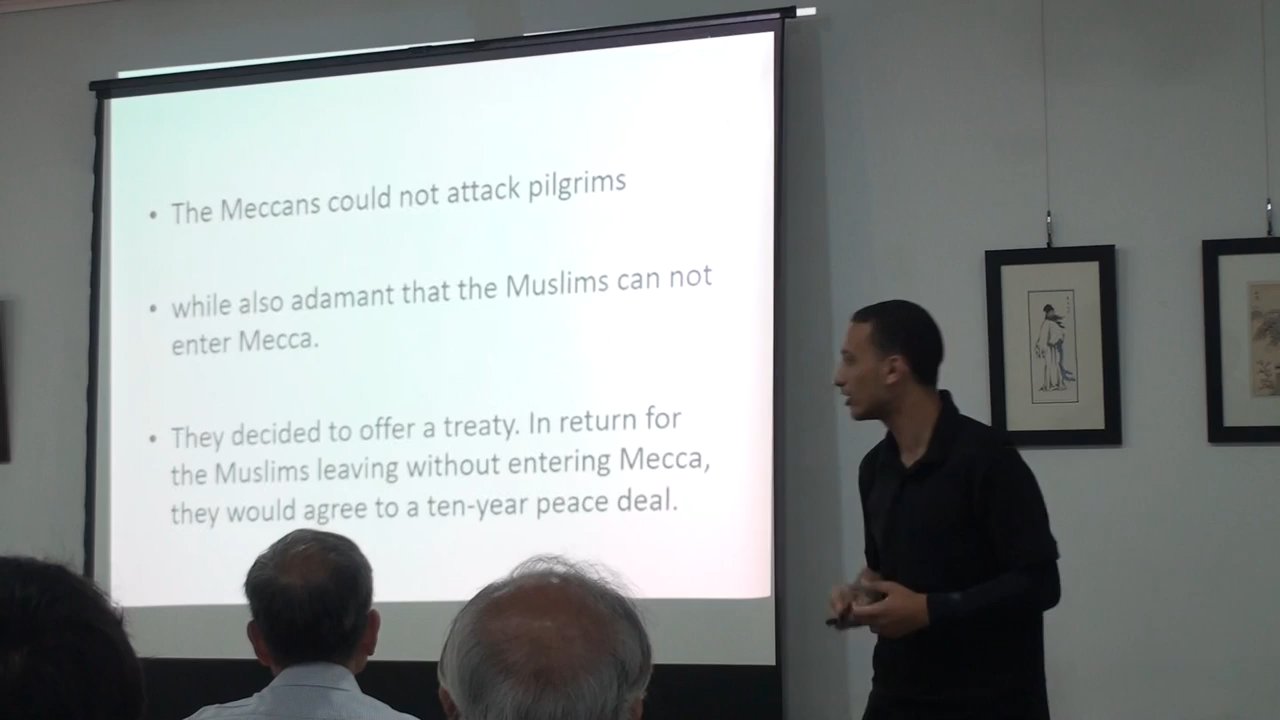 • The Meccans could not attack pilgrims
• while also adamant that the Muslims can not
enter Mecca.
• They decided to offer a treaty. In return for
the Muslims leaving without entering Mecca,
they would agree to a ten-year peace deal.